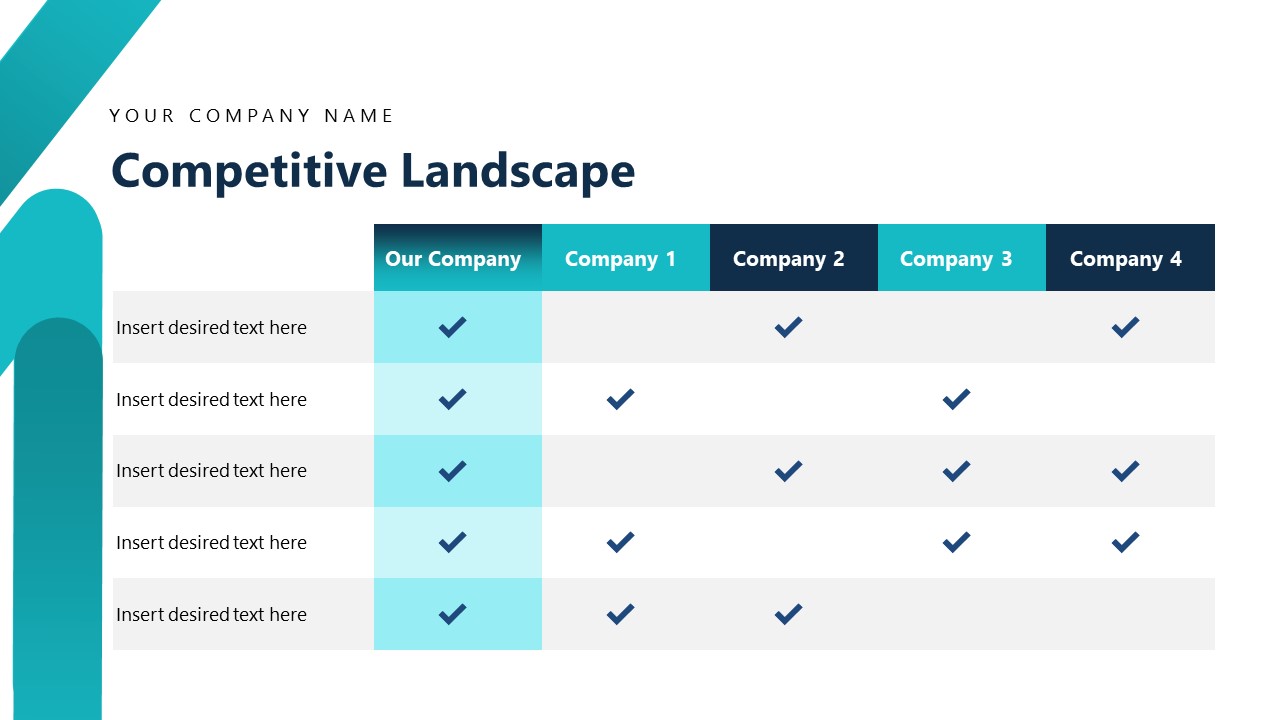 YOUR COMPANY NAME
Competitive Landscape
Our Company Company 1 Company 2 Company 3 Company 4
Insert desired text here
Insert desired text here
Insert desired text here
Insert desired text here
Insert desired text here